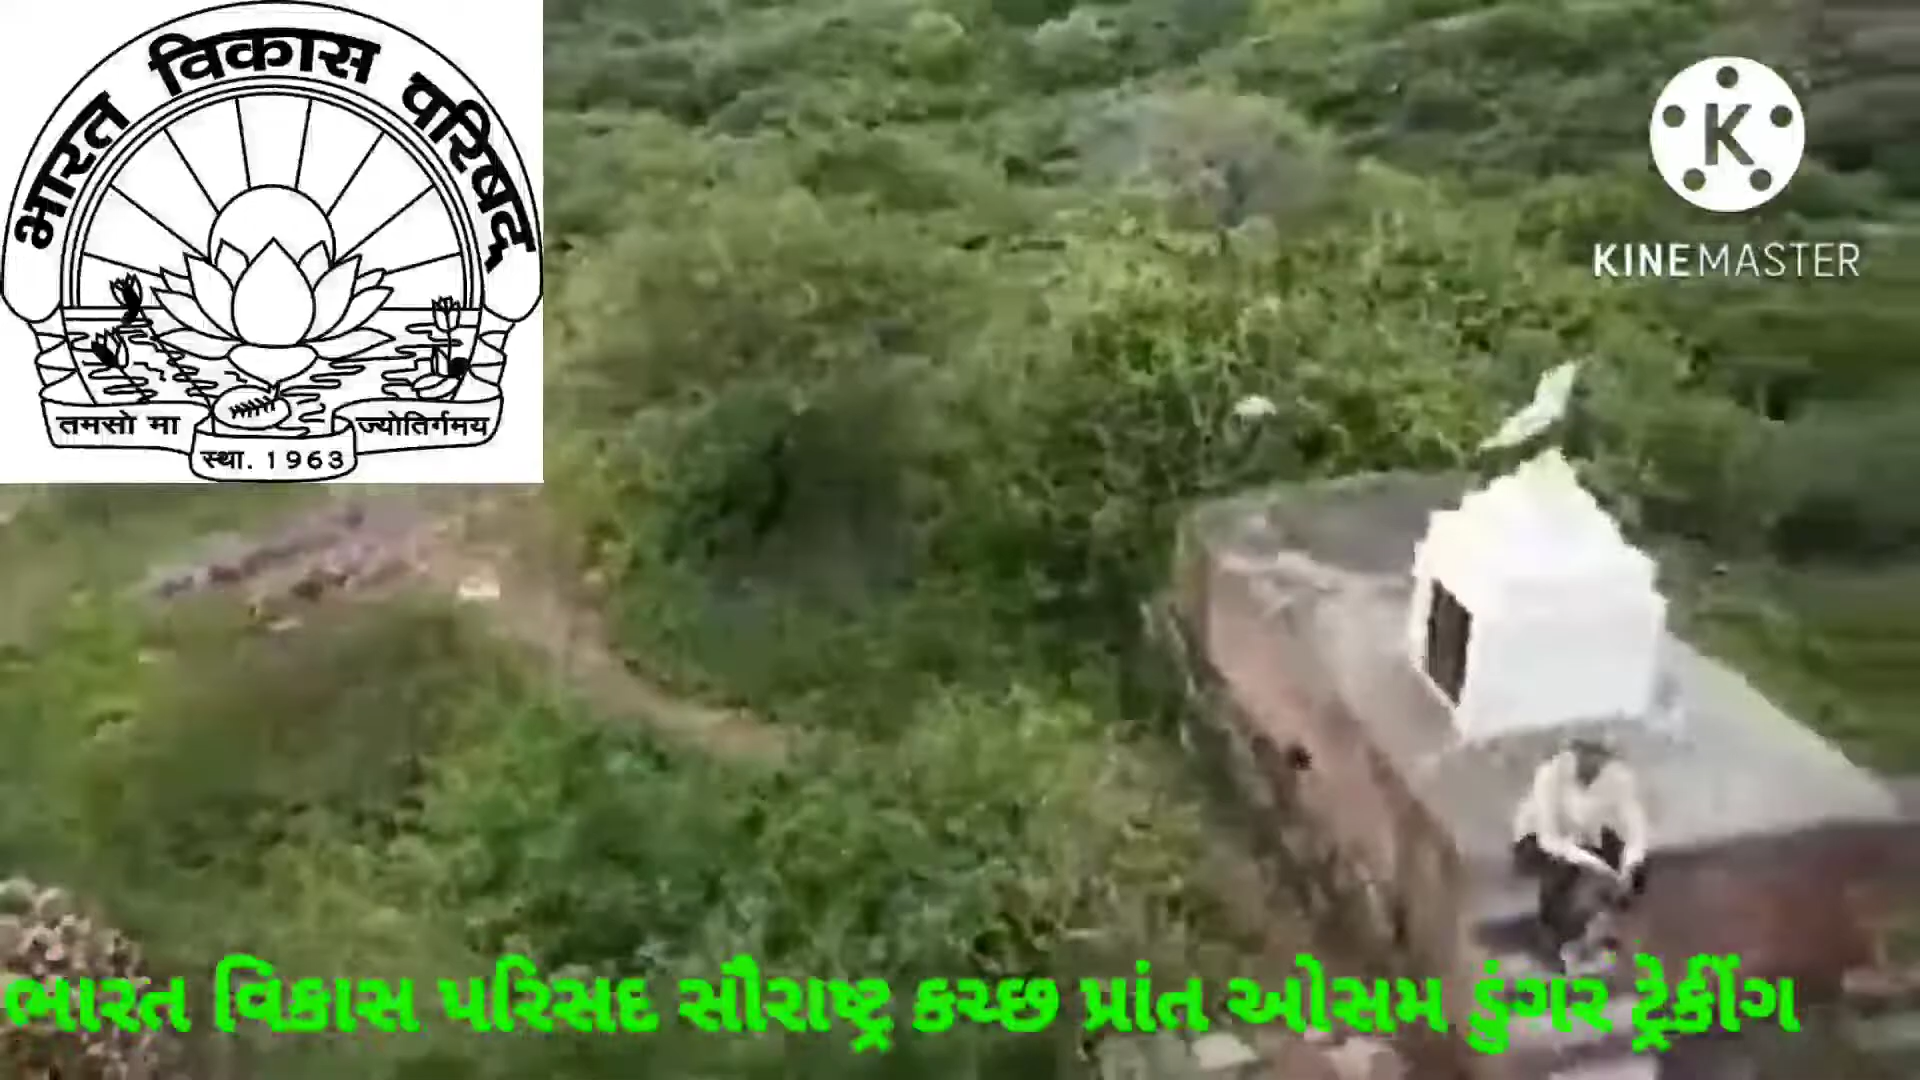 भारत विकास परिषद्
तमसो मा ज्योतिर्गमय
स्था. 1963
K
KINEMASTER
ભારત વિકાસ પરિસદ સૌરાષ્ટ્ર કચ્છ પ્રાંત ઓસમ ડુંગર ટ્રેકીંગ